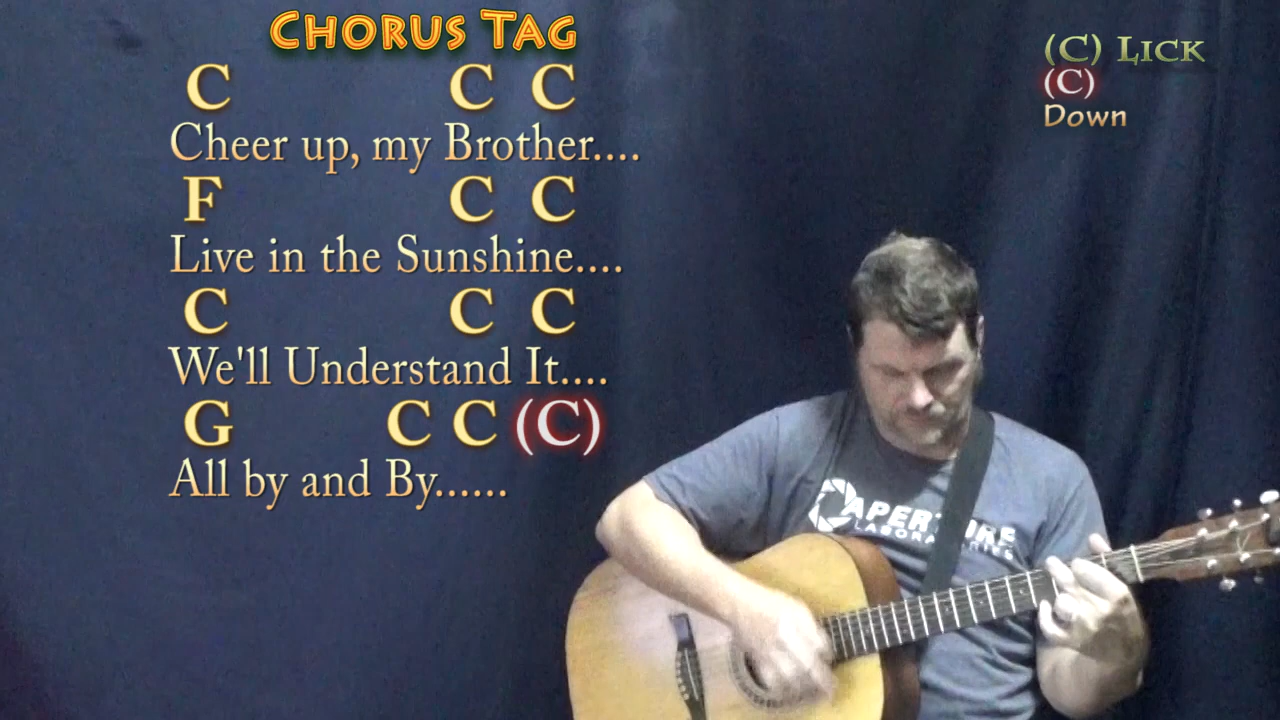 Chorus Tag
C C C
Cheer up, my Brother....
F C C
Live in the Sunshine....
C C C
We'll Understand It....
G C C (C)
All by and By......
(C) Lick
(C)
Down
APERTURE
LABORATORIES